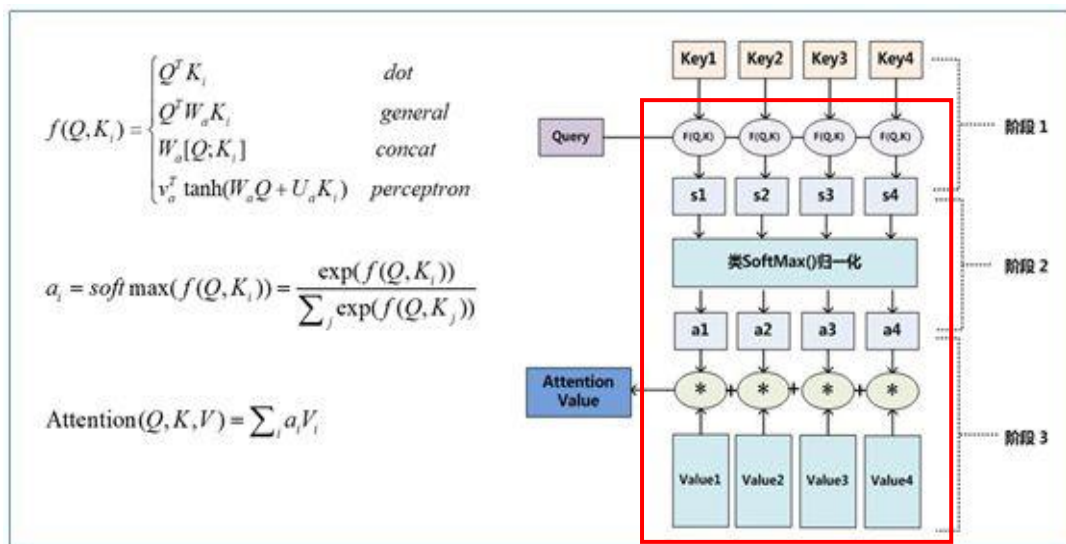 f(Q,K_i) = { Q^T K_i dot
Q^T W_a K_i general
W_a[Q;K_i] concat
v_a^T tanh(W_a Q + U_a K_i) perceptron
a_i = soft max(f(Q,K_i)) = exp(f(Q,K_i)) / ∑_j exp(f(Q,K_j))
Attention(Q,K,V) = ∑_i a_i V_i
Key1 Key2 Key3 Key4
阶段 1
Query F(Q,K) F(Q,K) F(Q,K) F(Q,K)
s1 s2 s3 s4
类SoftMax()归一化
阶段 2
a1 a2 a3 a4
Attention
Value
* + * + * + *
阶段 3
Value1 Value2 Value3 Value4